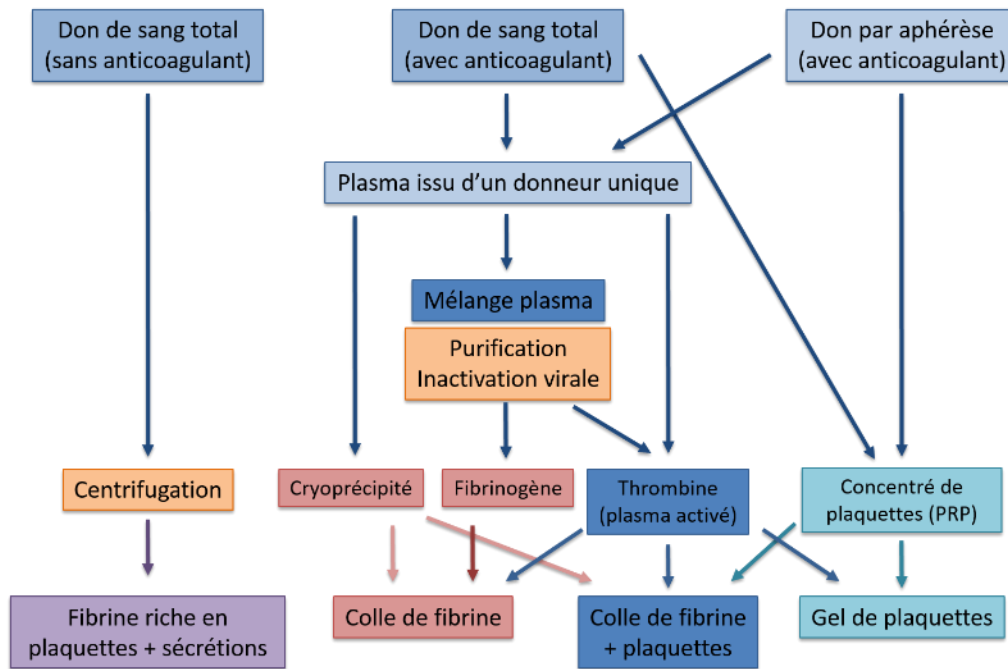 Don de sang total
(sans anticoagulant)
Don de sang total
(avec anticoagulant)
Don par aphérèse
(avec anticoagulant)
Plasma issu d'un donneur unique
Mélange plasma
Purification
Inactivation virale
Centrifugation
Cryoprécipité
Fibrinogène
Thrombine
(plasma activé)
Concentré de
plaquettes (PRP)
Fibrine riche en
plaquettes + sécrétions
Colle de fibrine
Colle de fibrine
+ plaquettes
Gel de plaquettes